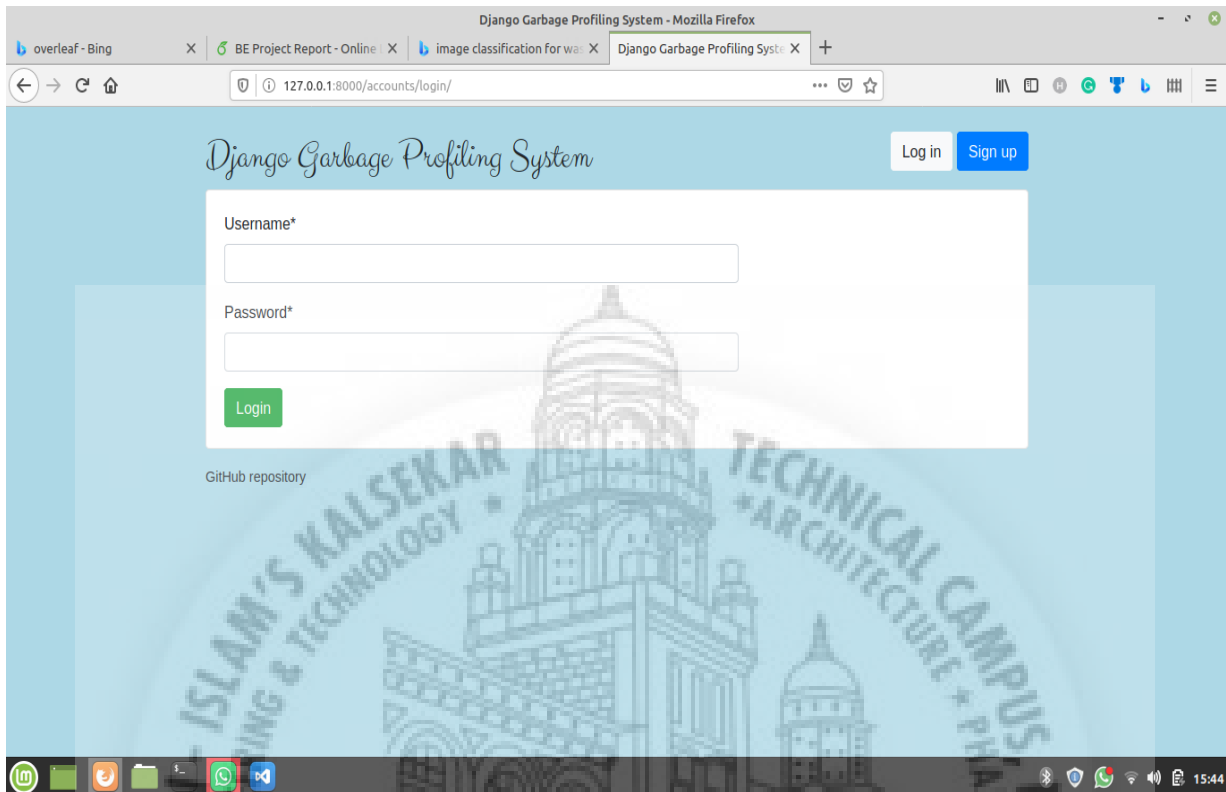 Django Garbage Profiling System - Mozilla Firefox
overleaf - Bing
BE Project Report - Online
image classification for was
Django Garbage Profiling Syste
127.0.0.1:8000/accounts/login/
Django Garbage Profiling System
Log in
Sign up
Username*
Password*
Login
GitHub repository
ISLAM'S KALSEKAR TECHNICAL CAMPUS
RING & TECHNOLOGY * *ARCHITECTURE * PHA
15:44